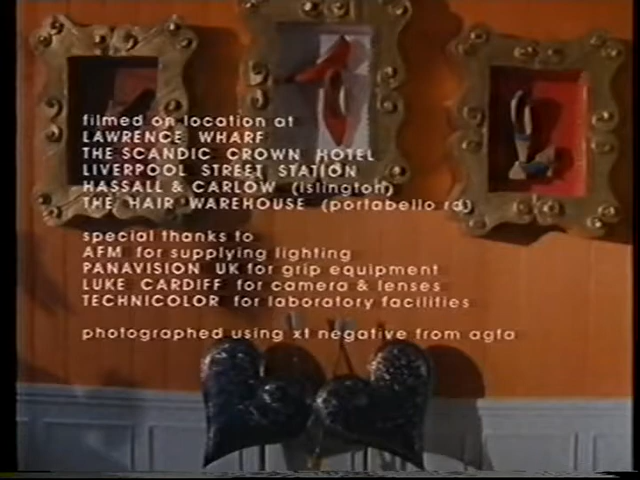 filmed on location at
LAWRENCE WHARF
THE SCANDIC CROWN HOTEL
LIVERPOOL STREET STATION
HASSALL & CARLOW (islington)
THE HAIR WAREHOUSE (portabello rd)
special thanks to
AFM for supplying lighting
PANAVISION UK for grip equipment
LUKE CARDIFF for camera & lenses
TECHNICOLOR for laboratory facilities
photographed using xt negative from agfa